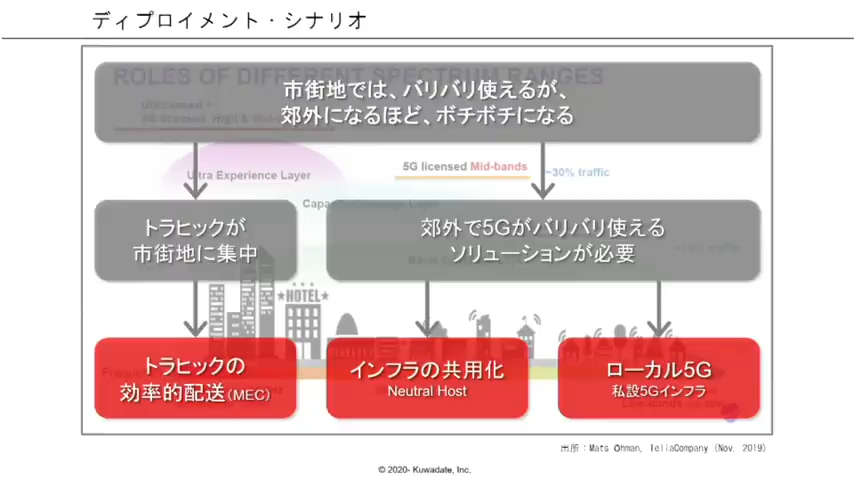 ディプロイメント・シナリオ
ROLES OF DIFFERENT SPECTRUM RANGES
市街地では、バリバリ使えるが、
郊外になるほど、ボチボチになる
Ultra Experience Layer
5G licensed Mid-bands
~30% traffic
トラヒックが
市街地に集中
郊外で5Gがバリバリ使える
ソリューションが必要
★HOTEL★
トラヒックの
効率的配送(MEC)
インフラの共用化
Neutral Host
ローカル5G
私設5Gインフラ
出所：Mats Öhman, TeliaCompany (Nov. 2019)
© 2020- Kuwadate, Inc.